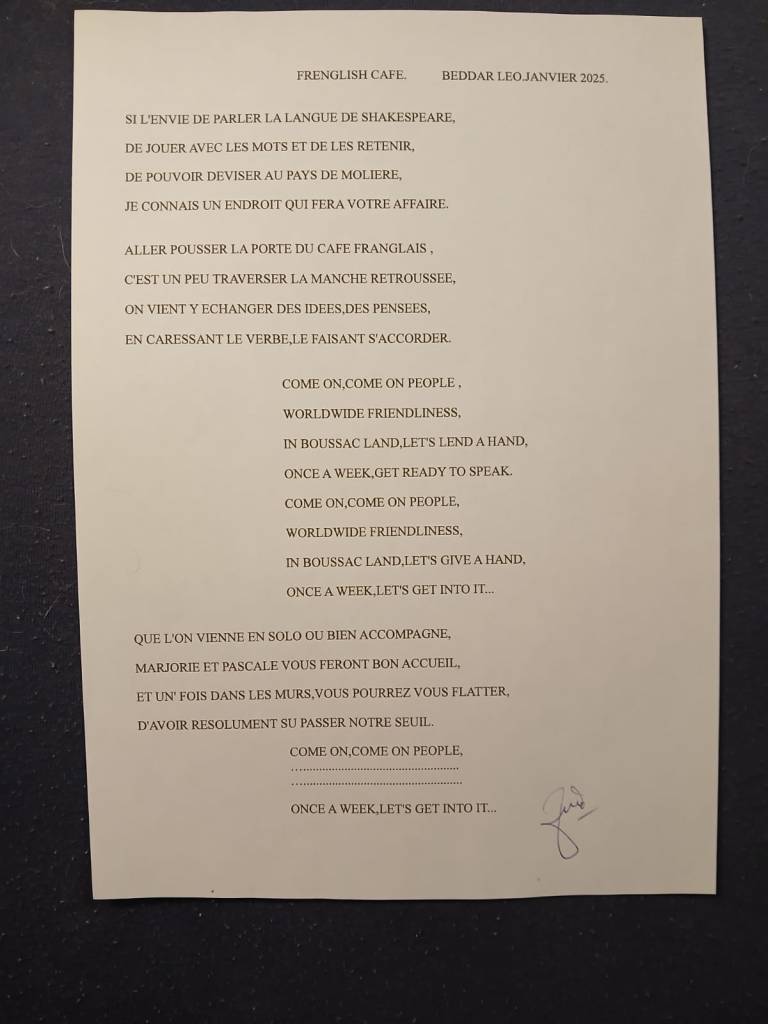 FRENGLISH CAFE. BEDDAR LEO.JANVIER 2025.
SI L'ENVIE DE PARLER LA LANGUE DE SHAKESPEARE,
DE JOUER AVEC LES MOTS ET DE LES RETENIR,
DE POUVOIR DEVISER AU PAYS DE MOLIERE,
JE CONNAIS UN ENDROIT QUI FERA VOTRE AFFAIRE.
ALLER POUSSER LA PORTE DU CAFE FRANGLAIS ,
C'EST UN PEU TRAVERSER LA MANCHE RETROUSSEE,
ON VIENT Y ECHANGER DES IDEES,DES PENSEES,
EN CARESSANT LE VERBE,LE FAISANT S'ACCORDER.
COME ON,COME ON PEOPLE ,
WORLDWIDE FRIENDLINESS,
IN BOUSSAC LAND,LET'S LEND A HAND,
ONCE A WEEK,GET READY TO SPEAK.
COME ON,COME ON PEOPLE,
WORLDWIDE FRIENDLINESS,
IN BOUSSAC LAND,LET'S GIVE A HAND,
ONCE A WEEK,LET'S GET INTO IT...
QUE L'ON VIENNE EN SOLO OU BIEN ACCOMPAGNE,
MARJORIE ET PASCALE VOUS FERONT BON ACCUEIL,
ET UN' FOIS DANS LES MURS,VOUS POURREZ VOUS FLATTER,
D'AVOIR RESOLUMENT SU PASSER NOTRE SEUIL.
COME ON,COME ON PEOPLE,
.....................................................
.....................................................
ONCE A WEEK,LET'S GET INTO IT...